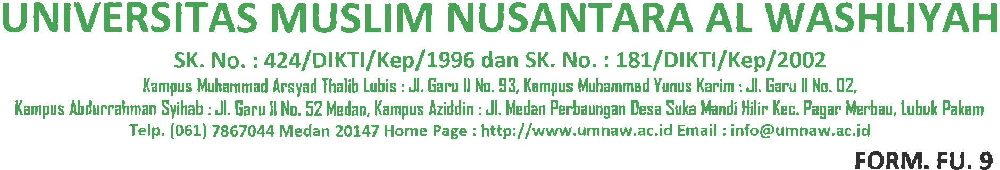 UNIVERSITAS MUSLIM NUSANTARA AL WASHLIYAH
SK. No. : 424/DIKTI/Kep/1996 dan SK. No. : 181/DIKTI/Kep/2002
Kampus Muhammad Arsyad Thalib Lubis : Jl. Garu II No. 93, Kampus Muhammad Yunus Karim : Jl. Garu II No. 02,
Kampus Abdurrahman Syihab : Jl. Garu II No. 52 Medan, Kampus Aziddin : Jl. Medan Perbaungan Desa Suka Mandi Hilir Kec. Pagar Merbau, Lubuk Pakam
Telp. (061) 7867044 Medan 20147 Home Page : http://www.umnaw.ac.id Email : info@umnaw.ac.id
FORM. FU. 9